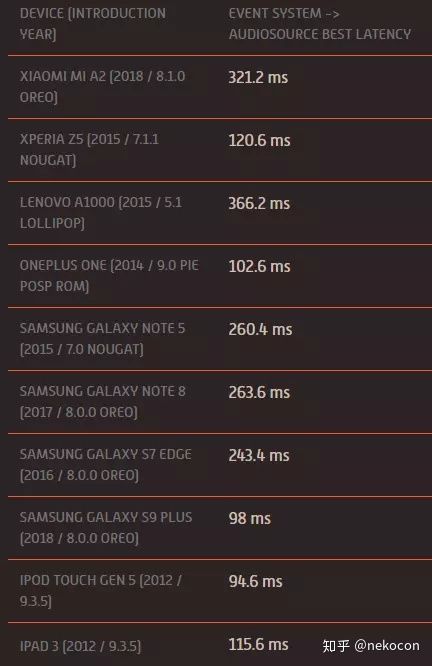 DEVICE (INTRODUCTION YEAR)
EVENT SYSTEM -> AUDIOSOURCE BEST LATENCY
XIAOMI MI A2 (2018 / 8.1.0 OREO)
321.2 ms
XPERIA Z5 (2015 / 7.1.1 NOUGAT)
120.6 ms
LENOVO A1000 (2015 / 5.1 LOLLIPOP)
366.2 ms
ONEPLUS ONE (2014 / 9.0 PIE POSP ROM)
102.6 ms
SAMSUNG GALAXY NOTE 5 (2015 / 7.0 NOUGAT)
260.4 ms
SAMSUNG GALAXY NOTE 8 (2017 / 8.0.0 OREO)
263.6 ms
SAMSUNG GALAXY S7 EDGE (2016 / 8.0.0 OREO)
243.4 ms
SAMSUNG GALAXY S9 PLUS (2018 / 8.0.0 OREO)
98 ms
IPOD TOUCH GEN 5 (2012 / 9.3.5)
94.6 ms
IPAD 3 (2012 / 9.3.5)
115.6 ms
知乎 @nekocon